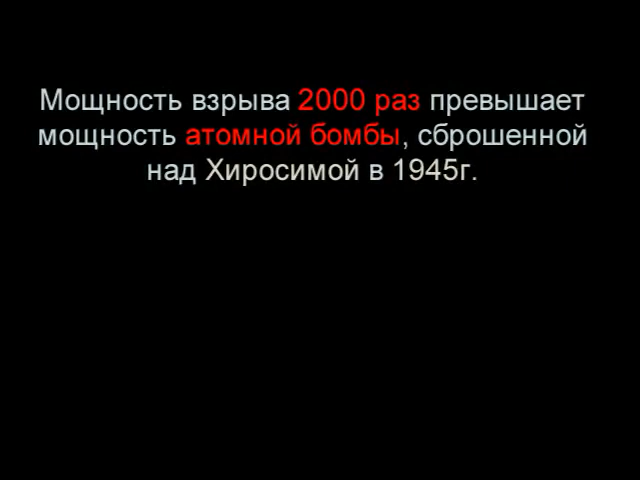 Мощность взрыва 2000 раз превышает
мощность атомной бомбы, сброшенной
над Хиросимой в 1945г.